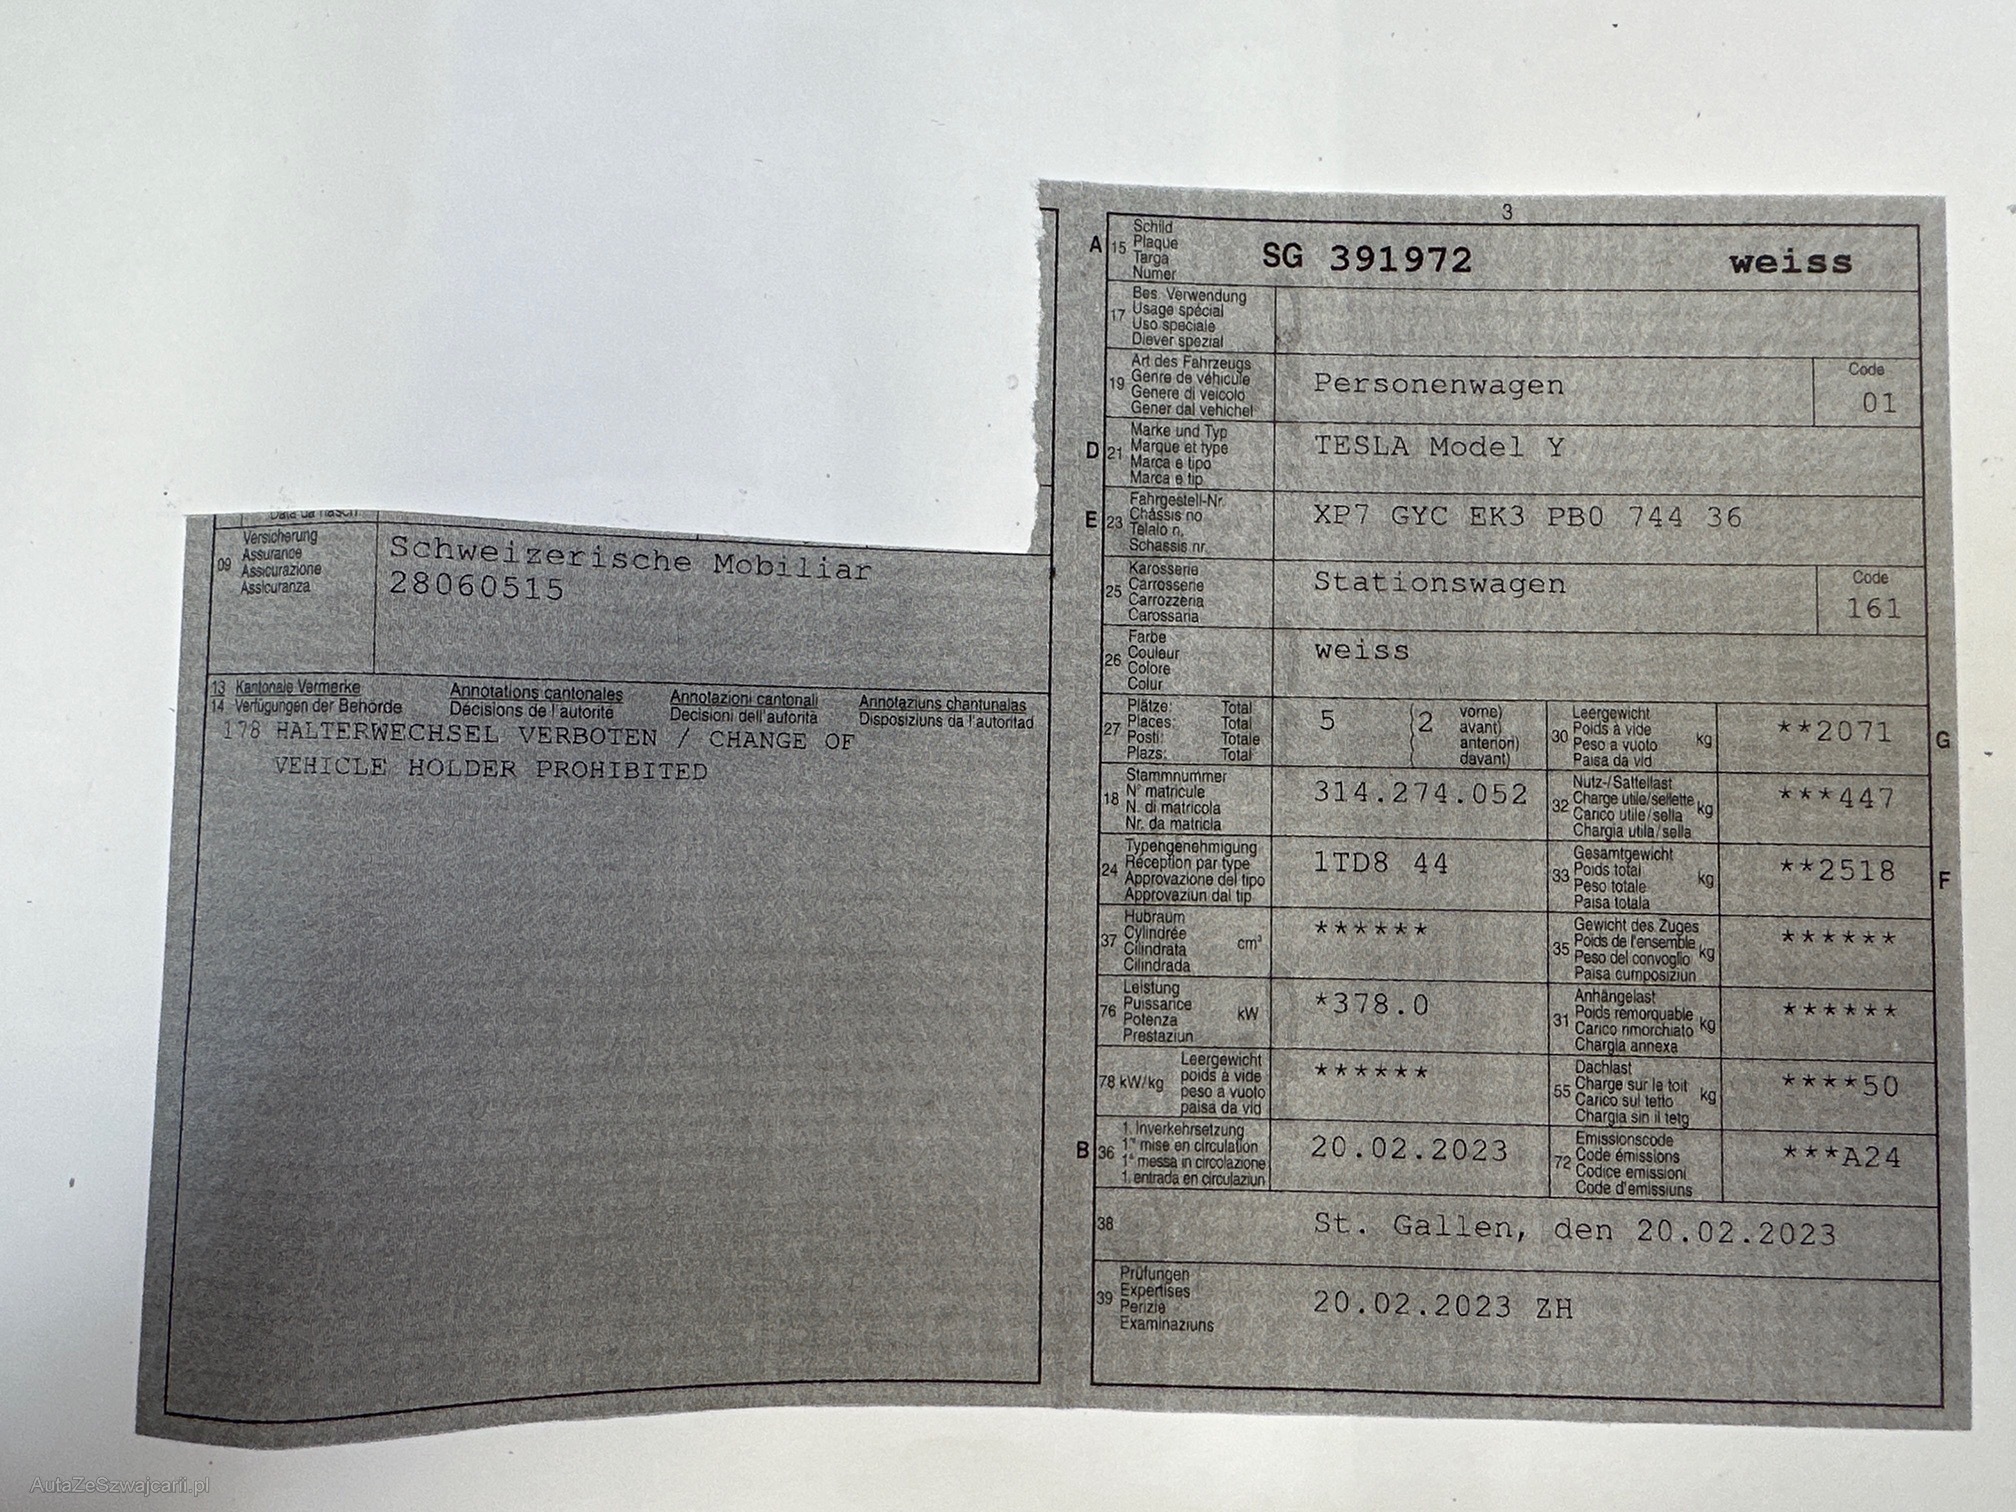 Data da nasch
09
Versicherung
Assurance
Assicurazione
Assicuranza
Schweizerische Mobiliar
28060515
13 Kantonale Vermerke Annotations cantonales Annotazioni cantonali Annotaziuns chantunalas
14 Verfügungen der Behörde Décisions de l'autorité Decisioni dell'autorità Disposiziuns da l'autoritad
178 HALTERWECHSEL VERBOTEN / CHANGE OF
VEHICLE HOLDER PROHIBITED
3
A 15
Schild
Plaque
Targa
Numer
SG 391972 weiss
17
Bes. Verwendung
Usage spécial
Uso speciale
Diever spezial
19
Art des Fahrzeugs
Genre de véhicule
Genere di veicolo
Gener dal vehichel
Personenwagen
Code
01
D 21
Marke und Typ
Marque et type
Marca e tipo
Marca e tip
TESLA Model Y
E 23
Fahrgestell-Nr.
Châssis no
Telaio n.
Schassis nr.
XP7 GYC EK3 PB0 744 36
25
Karosserie
Carrosserie
Carrozzeria
Carossaria
Stationswagen
Code
161
26
Farbe
Couleur
Colore
Colur
weiss
27
Plätze: Total
Places: Total
Posti: Totale
Plazs: Total
5 (2
vorne)
avant)
anteriori)
davant)
30
Leergewicht
Poids à vide
Peso a vuoto
Paisa da vid
kg
**2071
G
18
Stammnummer
N° matricule
N. di matricola
Nr. da matricla
314.274.052
32
Nutz-/Sattellast
Charge utile/sellette
Carico utile/sella
Chargia utila/sella
kg
***447
24
Typengenehmigung
Réception par type
Approvazione del tipo
Approvaziun dal tip
1TD8 44
33
Gesamtgewicht
Poids total
Peso totale
Paisa totala
kg
**2518
F
37
Hubraum
Cylindrée
Cilindrata
Cilindrada
cm³
******
35
Gewicht des Zuges
Poids de l'ensemble
Peso del convoglio
Paisa cumposiziun
kg
******
76
Leistung
Puissance
Potenza
Prestaziun
kW
*378.0
31
Anhängelast
Poids remorquable
Carico rimorchiato
Chargia annexa
kg
******
78 kW/kg
Leergewicht
poids à vide
peso a vuoto
paisa da vid
******
55
Dachlast
Charge sur le toit
Carico sul tetto
Chargia sin il tetg
kg
****50
B 36
1. Inverkehrsetzung
1re mise en circulation
1a messa in circolazione
1. entrada en circulaziun
20.02.2023
72
Emissionscode
Code émissions
Codice emissioni
Code d'emissiuns
***A24
38
St. Gallen, den 20.02.2023
39
Prüfungen
Expertises
Perizie
Examinaziuns
20.02.2023 ZH
AutaZeSzwajcarii.pl